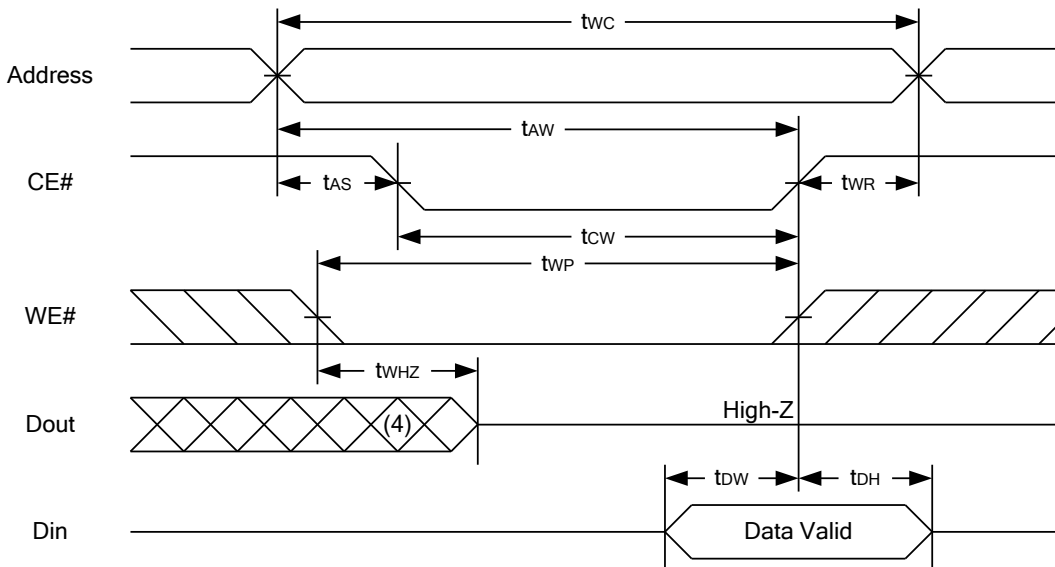 tWC
Address
tAW
CE#
tAS
tWR
tCW
tWP
WE#
tWHZ
Dout
(4)
High-Z
tDW
tDH
Din
Data Valid